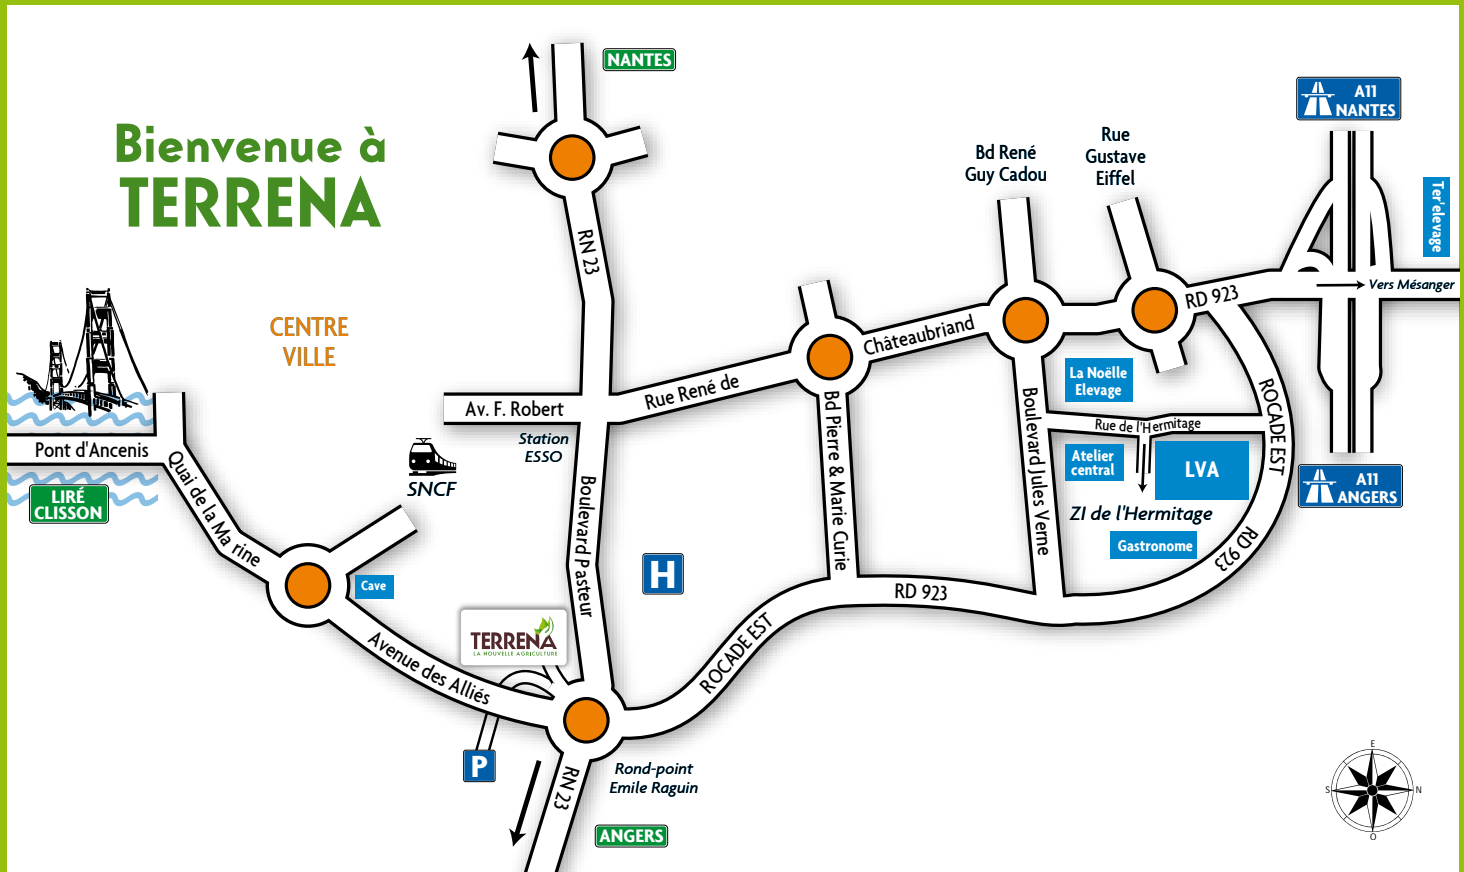 NANTES
A11
NANTES
Bienvenue à
TERRENA
Rue
Gustave
Eiffel
Bd René
Guy Cadou
Ter'elevage
RN 23
Vers Mésanger
RD 923
CENTRE
VILLE
Châteaubriand
La Noëlle
Elevage
Rue René de
Av. F. Robert
Bd Pierre & Marie Curie
Boulevard Jules Verne
ROCADE EST
Rue de l'Hermitage
Station
ESSO
Pont d'Ancenis
Atelier
central
LVA
SNCF
A11
ANGERS
LIRÉ
CLISSON
Quai de la Ma rine
Boulevard Pasteur
ZI de l'Hermitage
Gastronome
RD 923
H
Cave
RD 923
TERRENA
LA NOUVELLE AGRICULTURE
Avenue des Alliés
ROCADE EST
P
Rond-point
Emile Raguin
RN 23
ANGERS
E
S
N
O